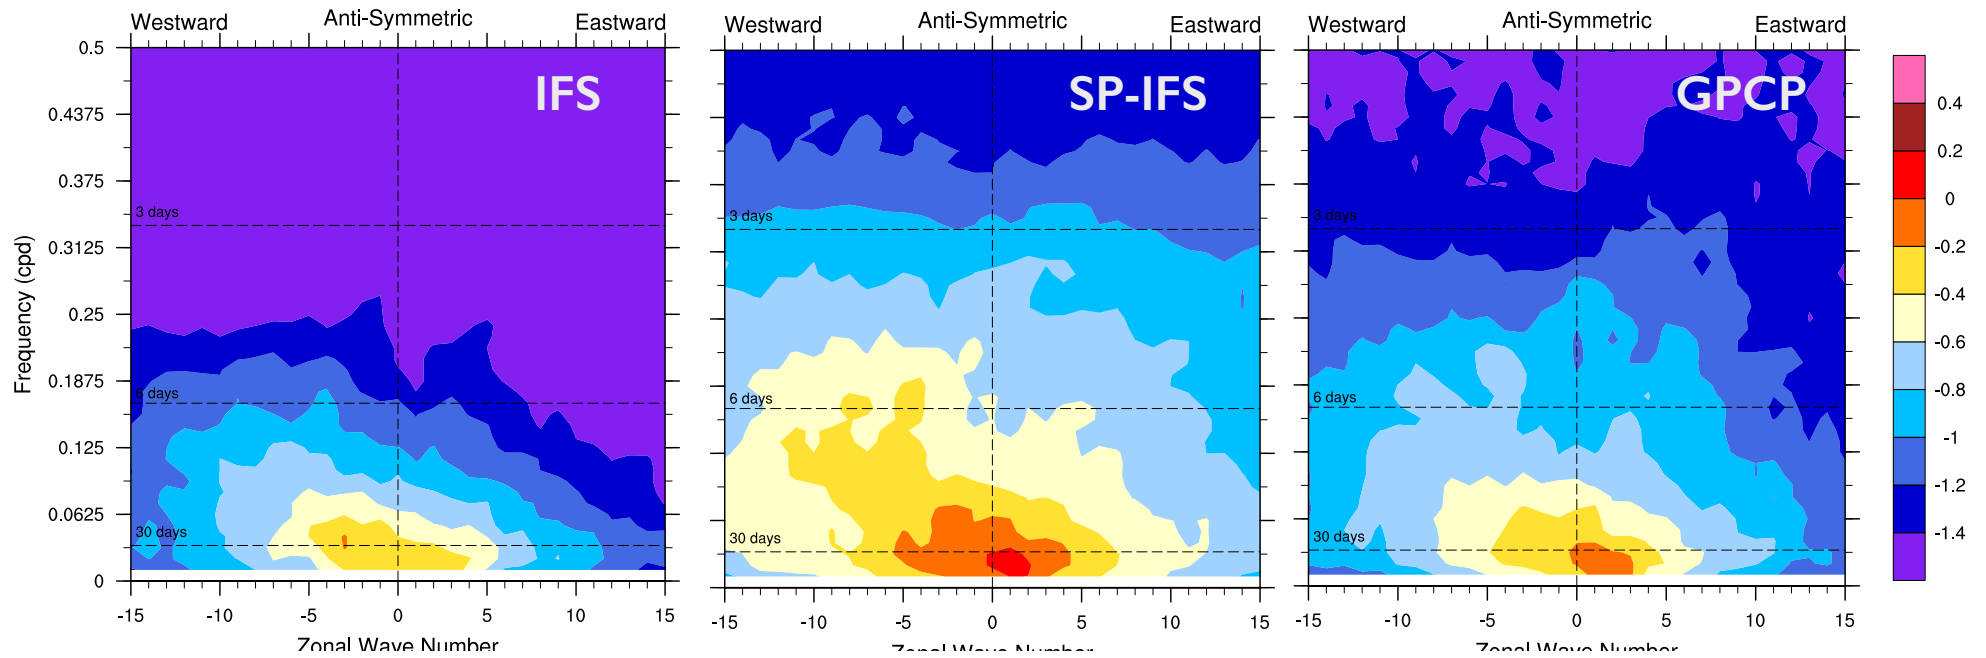 Westward Anti-Symmetric Eastward
IFS
0.5
0.4375
0.375
0.3125
0.25
0.1875
0.125
0.0625
0
Frequency (cpd)
3 days
6 days
30 days
-15 -10 -5 0 5 10 15
Zonal Wave Number
Westward Anti-Symmetric Eastward
SP-IFS
3 days
6 days
30 days
-15 -10 -5 0 5 10 15
Zonal Wave Number
Westward Anti-Symmetric Eastward
GPCP
3 days
6 days
30 days
-15 -10 -5 0 5 10 15
Zonal Wave Number
0.4
0.2
0
-0.2
-0.4
-0.6
-0.8
-1
-1.2
-1.4